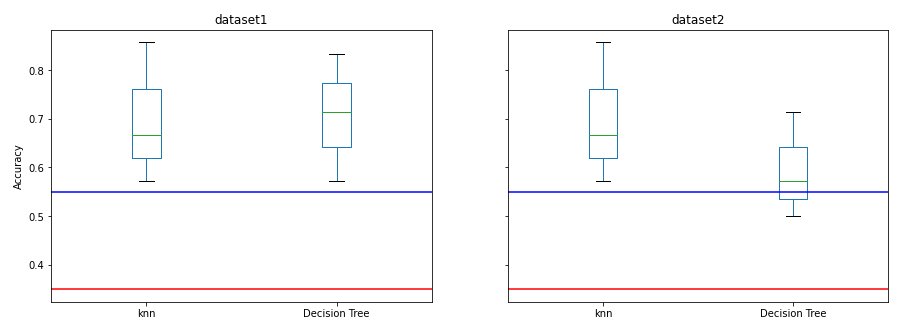 dataset1
dataset2
Accuracy
0.8
0.7
0.6
0.5
0.4
knn
Decision Tree
knn
Decision Tree